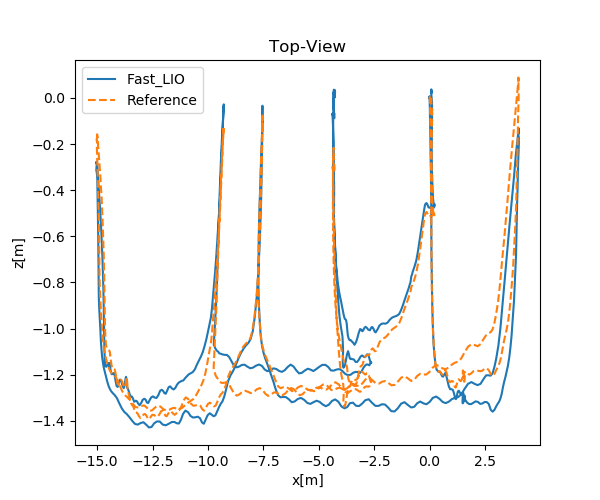 Top-View
Fast_LIO
Reference
0.0
−0.2
−0.4
−0.6
−0.8
−1.0
−1.2
−1.4
z[m]
−15.0 −12.5 −10.0 −7.5 −5.0 −2.5 0.0 2.5
x[m]